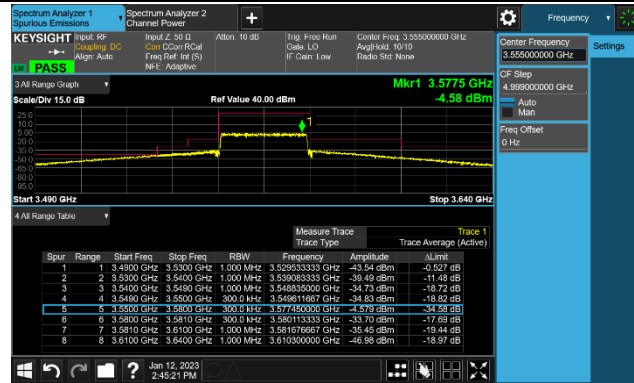 Spectrum Analyzer 1
Spurious Emissions
Spectrum Analyzer 2
Channel Power
Frequency
KEYSIGHT
Input: RF
Coupling: DC
Align: Auto
Input Z: 50 Ω
Corr CCorr RCal
Freq Ref: Int (S)
NFE: Adaptive
Atten: 10 dB
Trig: Free Run
Gate: LO
IF Gain: Low
Center Freq: 3.555000000 GHz
Avg|Hold: 10/10
Radio Std: None
PASS
Center Frequency
3.555000000 GHz
Settings
CF Step
4.999000000 GHz
Auto
Man
Freq Offset
0 Hz
3 All Range Graph
Mkr1 3.5775 GHz
Scale/Div 15.0 dB
Ref Value 40.00 dBm
-4.58 dBm
25.0
10.0
5.00
20.0
-35.0
-50.0
65.0
80.0
95.0
1
Start 3.490 GHz
Stop 3.640 GHz
4 All Range Table
Measure Trace Trace 1
Trace Type Trace Average (Active)
Spur Range Start Freq Stop Freq RBW Frequency Amplitude ΔLimit
1 1 3.4900 GHz 3.5300 GHz 1.000 MHz 3.529533333 GHz -43.54 dBm -0.527 dB
2 2 3.5300 GHz 3.5400 GHz 1.000 MHz 3.539083333 GHz -39.49 dBm -11.48 dB
3 3 3.5400 GHz 3.5490 GHz 1.000 MHz 3.548835000 GHz -34.73 dBm -18.72 dB
4 4 3.5490 GHz 3.5500 GHz 300.0 kHz 3.549611667 GHz -34.83 dBm -18.82 dB
5 5 3.5500 GHz 3.5800 GHz 300.0 kHz 3.577450000 GHz -4.579 dBm -34.58 dB
6 6 3.5800 GHz 3.5810 GHz 300.0 kHz 3.580113333 GHz -33.70 dBm -17.69 dB
7 7 3.5810 GHz 3.6100 GHz 1.000 MHz 3.581676667 GHz -35.45 dBm -19.44 dB
8 8 3.6100 GHz 3.6400 GHz 1.000 MHz 3.610300000 GHz -46.98 dBm -18.97 dB
Jan 12, 2023
2:45:21 PM